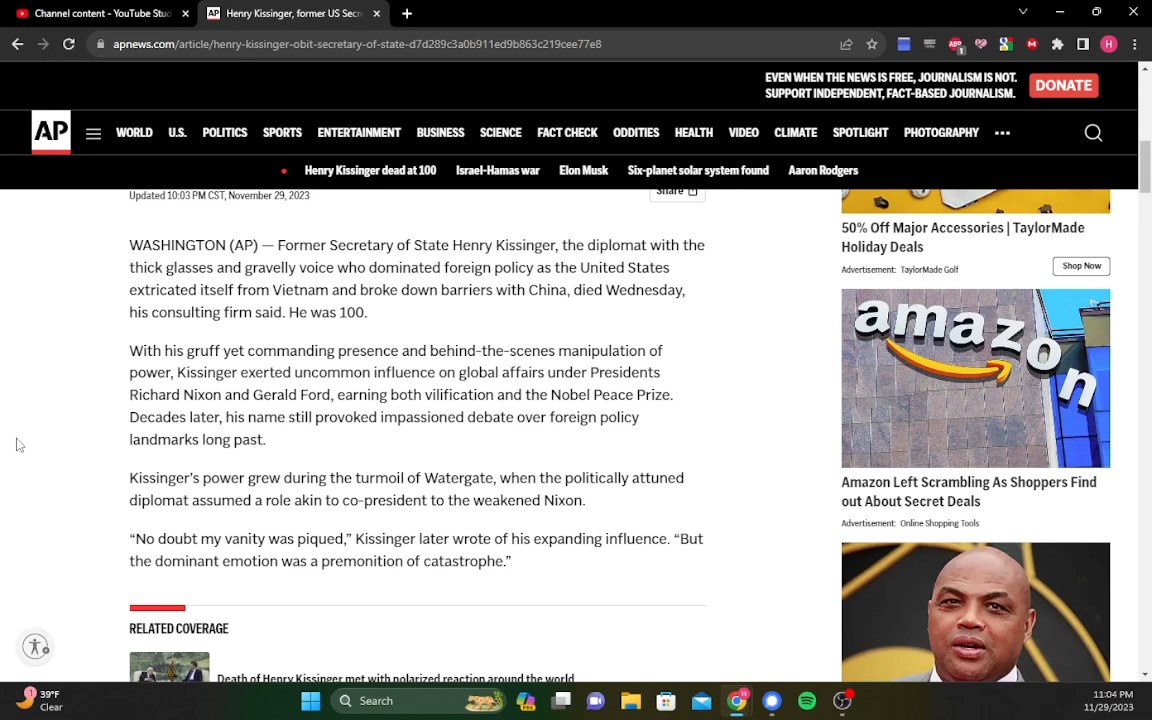 Channel content - YouTube Stud
Henry Kissinger, former US Secr
apnews.com/article/henry-kissinger-obit-secretary-of-state-d7d289c3a0b911ed9b863c219cee77e8
EVEN WHEN THE NEWS IS FREE, JOURNALISM IS NOT.
SUPPORT INDEPENDENT, FACT-BASED JOURNALISM.
DONATE
AP
WORLD U.S. POLITICS SPORTS ENTERTAINMENT BUSINESS SCIENCE FACT CHECK ODDITIES HEALTH VIDEO CLIMATE SPOTLIGHT PHOTOGRAPHY
Henry Kissinger dead at 100 Israel-Hamas war Elon Musk Six-planet solar system found Aaron Rodgers
Updated 10:03 PM CST, November 29, 2023
Share
WASHINGTON (AP) — Former Secretary of State Henry Kissinger, the diplomat with the
thick glasses and gravelly voice who dominated foreign policy as the United States
extricated itself from Vietnam and broke down barriers with China, died Wednesday,
his consulting firm said. He was 100.
With his gruff yet commanding presence and behind-the-scenes manipulation of
power, Kissinger exerted uncommon influence on global affairs under Presidents
Richard Nixon and Gerald Ford, earning both vilification and the Nobel Peace Prize.
Decades later, his name still provoked impassioned debate over foreign policy
landmarks long past.
Kissinger’s power grew during the turmoil of Watergate, when the politically attuned
diplomat assumed a role akin to co-president to the weakened Nixon.
“No doubt my vanity was piqued,” Kissinger later wrote of his expanding influence. “But
the dominant emotion was a premonition of catastrophe.”
RELATED COVERAGE
Death of Henry Kissinger met with polarized reaction around the world
50% Off Major Accessories | TaylorMade
Holiday Deals
Advertisement: TaylorMade Golf
Shop Now
amazon
Amazon Left Scrambling As Shoppers Find
out About Secret Deals
Advertisement: Online Shopping Tools
1
39°F
Clear
Search
11:04 PM
11/29/2023